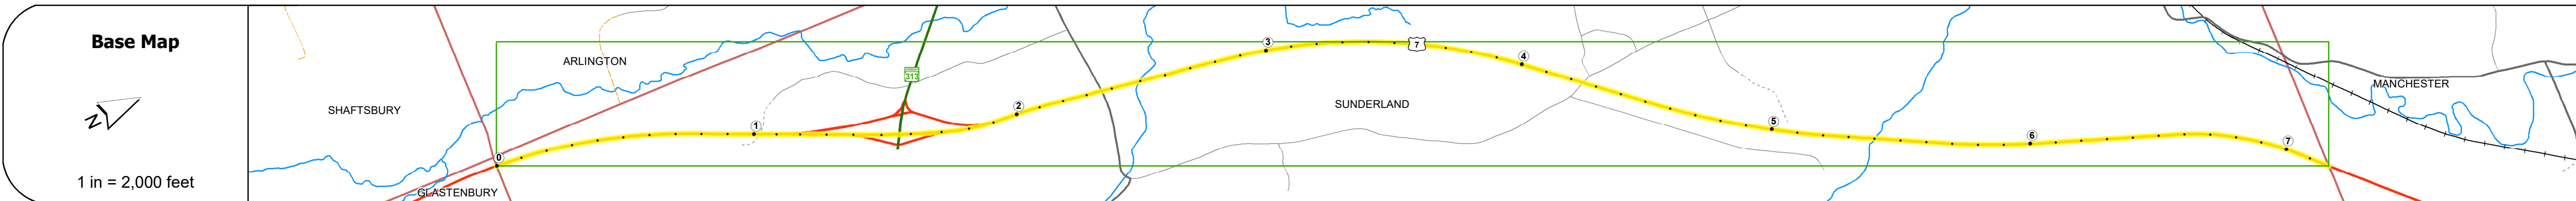 Base Map
N
1 in = 2,000 feet
SHAFTSBURY
ARLINGTON
GLASTENBURY
0
1
313
2
3
7
SUNDERLAND
4
5
6
7
MANCHESTER